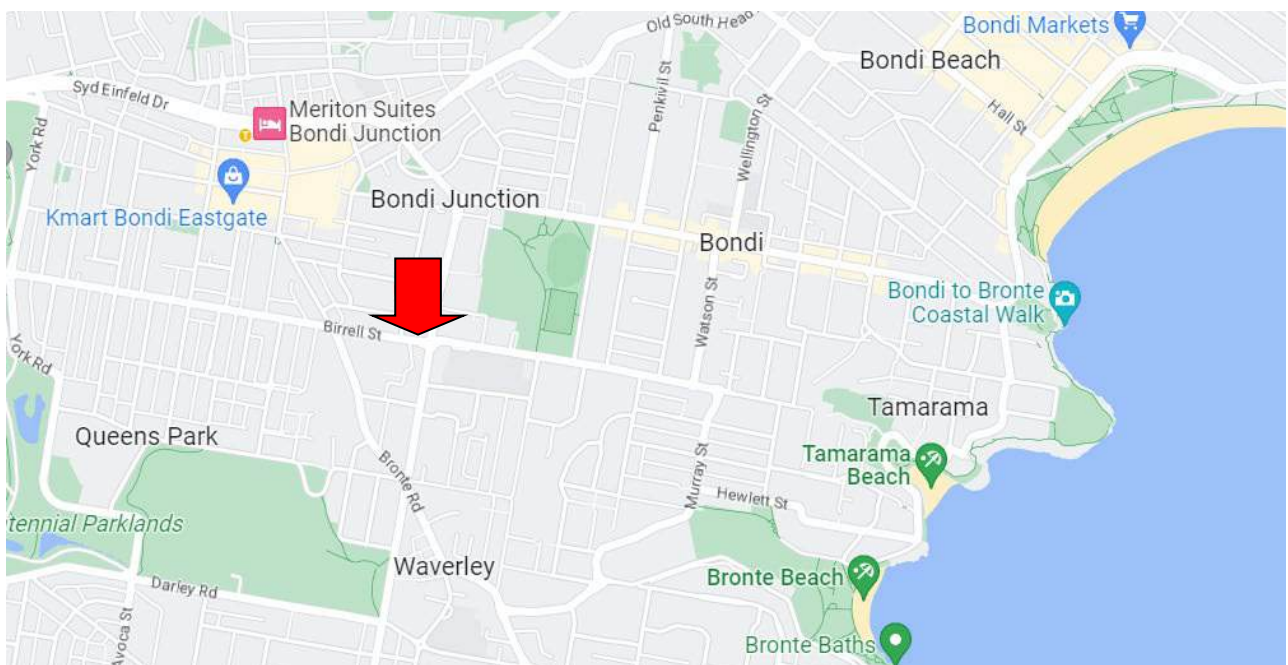 Old South Head
Bondi Markets
Bondi Beach
Syd Einfeld Dr
Meriton Suites
Bondi Junction
Penkivil St
Hall St
Wellington St
York Rd
T
Kmart Bondi Eastgate
Bondi Junction
Bondi
Bondi to Bronte
Coastal Walk
Birrell St
Watson St
York Rd
Tamarama
Queens Park
Tamarama
Beach
Bronte Rd
Murray St
Hewlett St
tennial Parklands
Waverley
Bronte Beach
Darley Rd
Avoca St
Bronte Baths